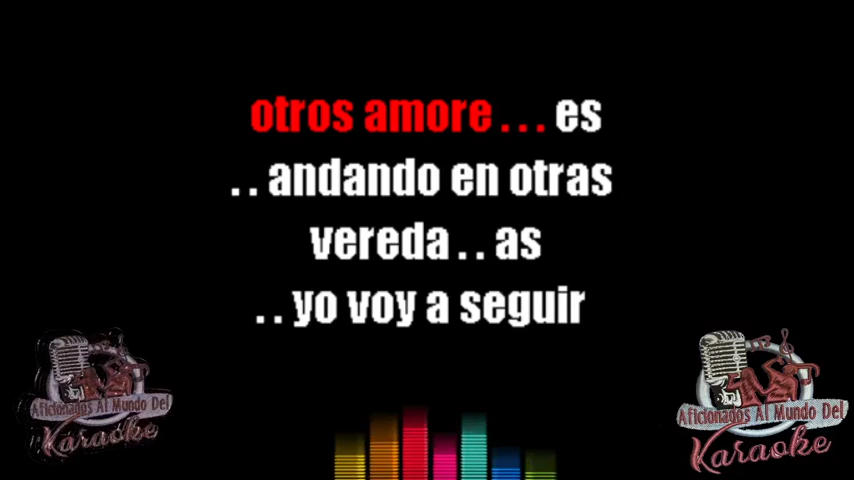 otros amore . . . es
. . andando en otras
vereda . . as
. . yo voy a seguir
Aficionados Al Mundo Del
Karaoke
Aficionados Al Mundo Del
Karaoke